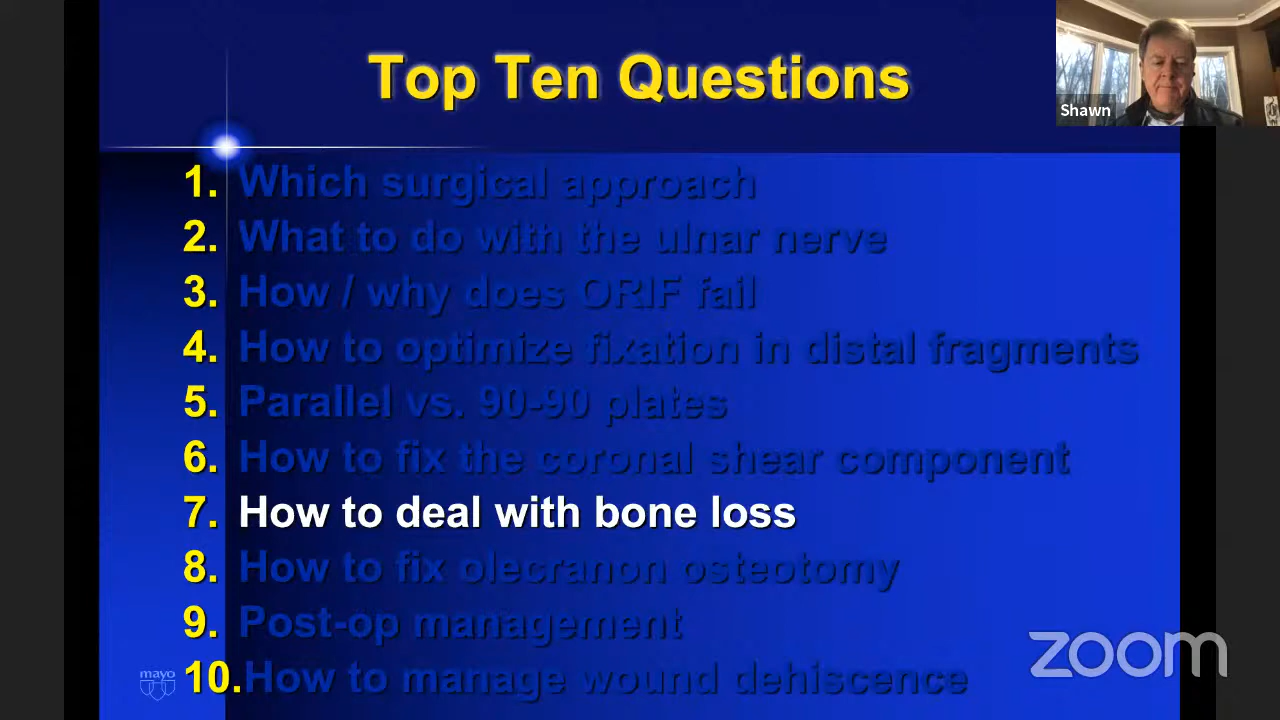 Top Ten Questions
Shawn
1. Which surgical approach
2. What to do with the ulnar nerve
3. How / why does ORIF fail
4. How to optimize fixation in distal fragments
5. Parallel vs. 90-90 plates
6. How to fix the coronal shear component
7. How to deal with bone loss
8. How to fix olecranon osteotomy
9. Post-op management
10. How to manage wound dehiscence
mayo
zoom